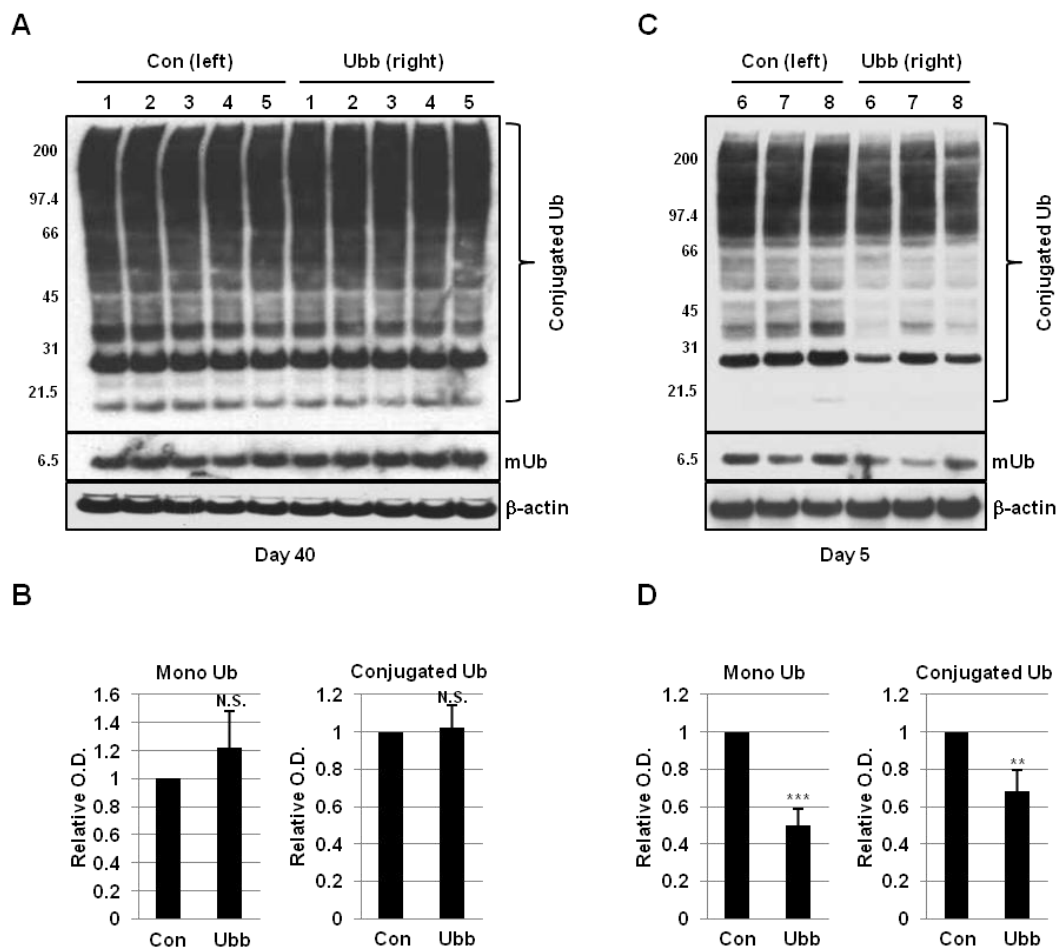 A
Con (left) Ubb (right)
1 2 3 4 5 1 2 3 4 5
200
97.4
66
45
31
21.5
Conjugated Ub
6.5 mUb
β-actin
Day 40
C
Con (left) Ubb (right)
6 7 8 6 7 8
200
97.4
66
45
31
21.5
Conjugated Ub
6.5 mUb
β-actin
Day 5
B
Mono Ub
N.S.
Relative O.D.
1.6
1.4
1.2
1
0.8
0.6
0.4
0.2
0
Con Ubb
Conjugated Ub
N.S.
Relative O.D.
1.2
1
0.8
0.6
0.4
0.2
0
Con Ubb
D
Mono Ub
***
Relative O.D.
1.2
1
0.8
0.6
0.4
0.2
0
Con Ubb
Conjugated Ub
**
Relative O.D.
1.2
1
0.8
0.6
0.4
0.2
0
Con Ubb